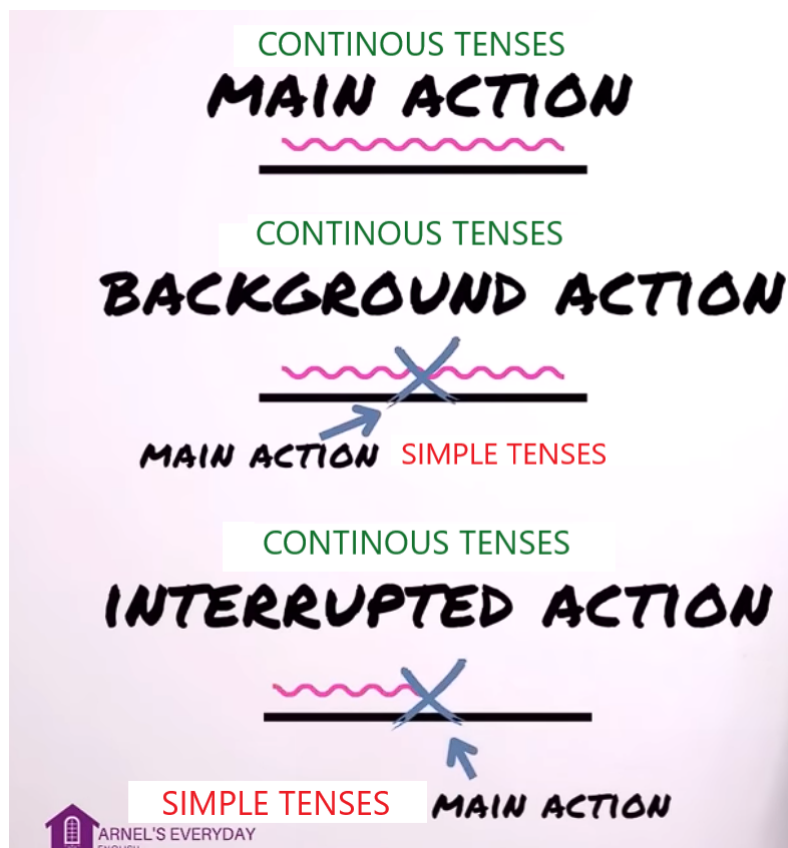 CONTINOUS TENSES
MAIN ACTION
CONTINOUS TENSES
BACKGROUND ACTION
MAIN ACTION SIMPLE TENSES
CONTINOUS TENSES
INTERRUPTED ACTION
SIMPLE TENSES MAIN ACTION
ARNEL'S EVERYDAY